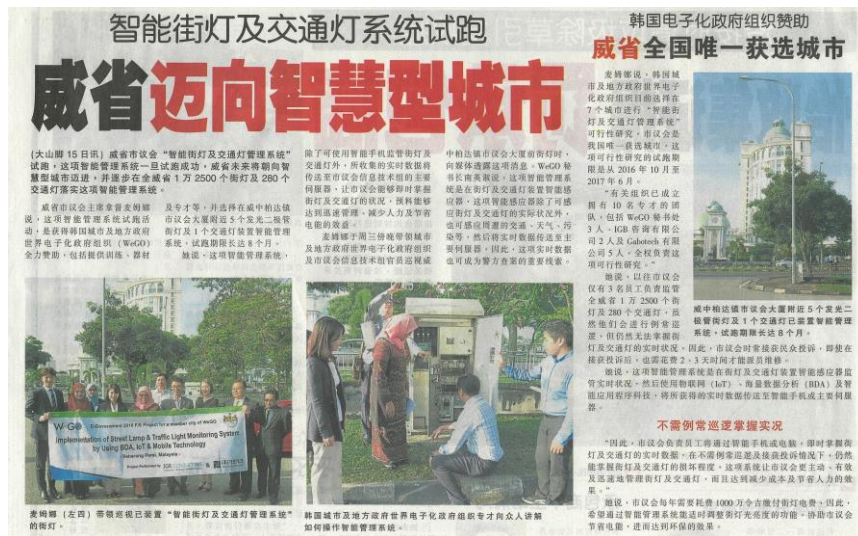 智能街灯及交通灯系统试跑
威省迈向智慧型城市
(大山脚15日讯)威省市议会“智能街灯及交通灯管理系统”
试跑,这项智能管理系统一旦试跑成功,威省未来将朝向智
慧型城市迈进,并逐步在全威省1万2500个街灯及280个
交通灯落实这项智能管理系统。
威省市议会主席拿督麦姆娜
说,这项智能管理系统试跑活
动,是获得韩国城市及地方政府
世界电子化政府组织(WeGO)
全力赞助,包括提供训练、器材
及专才等,并选择在威中柏达镇
市议会大厦附近5个发光二极管
街灯及1个交通灯装置智能管理
系统,试跑期限长达8个月。
她说,这项智能管理系统,
除了可使用智能手机监管街灯及
交通灯外,所收集的实时数据将
传送至市议会信息技术组的主要
伺服器,让市议会能够即时掌握
街灯及交通灯的状况,预料能够
达到迅速管理、减少人力及节省
电能的效益。
麦姆娜于周三傍晚带领城市
及地方政府世界电子化政府组织
及市议会信息技术组官员巡视威
中柏达镇市议会大厦前街灯时,
向媒体透露这项消息。WeGO秘
书长南英淑说,这项智能管理系
统是在街灯及交通灯装置智能感
应器,这项智能感应器除了可感
应街灯及交通灯的实际状况外,
也可感应周遭的交通、天气、污
染等,然后将实时数据传送至主
要伺服器,因此,这项实时数据
也可成为警方查案的重要线索。
韩国电子化政府组织赞助
威省全国唯一获选城市
麦姆娜说,韩国城
市及地方政府世界电子
化政府组织目前选择在
7个城市进行“智能街
灯及交通灯管理系统”
可行性研究,市议会是
我国唯一获选城市,这
项可行性研究的试跑期
限是从2016年10月至
2017年6月。
“有关组织已成立
拥有10名专才的团
队,包括WeGO秘书处
3人、IGB咨询有限公
司2人及Gabotech有限
公司5人,全权负责这
项可行性研究。”
她说,以往市议会
仅有3名员工负责监管
全威省1万2500个街
灯及280个交通灯,虽
然他们会进行例常巡
逻,但仍然无法掌握街
灯及交通灯的实时状况。因此,市议会时常接获民众投诉,即使在
接获投诉后,也需花费2、3天时间才能派员维修。
她说,这项智能管理系统是在街灯及交通灯装置智能感应器监
管实时状况,然后使用物联网(IoT)、海量数据分析(BDA)及智
能应用程序科技,将所获得的实时数据传送至智能手机或主要伺服
器。
威中柏达镇市议会大厦附近5个发光二
极管街灯及1个交通灯已装置智能管理
系统,试跑期限长达8个月。
不需例常巡逻掌握实况
“因此,市议会负责员工将通过智能手机或电脑,即时掌握街
灯及交通灯的实时数据,在不需例常巡逻及接获投诉情况下,仍然
能掌握街灯及交通灯的损坏程度。这项系统让市议会更主动、有效
及迅速地管理街灯及交通灯,而且达到减少成本及节省人力的效
果。”
她说,市议会每年需要耗费1000万令吉缴付街灯电费,因此,
希望通过智能管理系统能适时调整街灯光亮度的功能,协助市议会
节省电能,进而达到环保的效果。
WeGO
E-Government 2016 F/S Project for a member city of WeGO
Implementation of Street Lamp & Traffic Light Monitoring System
by Using BDA, IoT & Mobile Technology
- Seberang Perai, Malaysia -
Project Performed by
麦姆娜(左四)带领巡视已装置“智能街灯及交通灯管理系统”
的街灯。
韩国城市及地方政府世界电子化政府组织专才向众人讲解
如何操作智能管理系统。